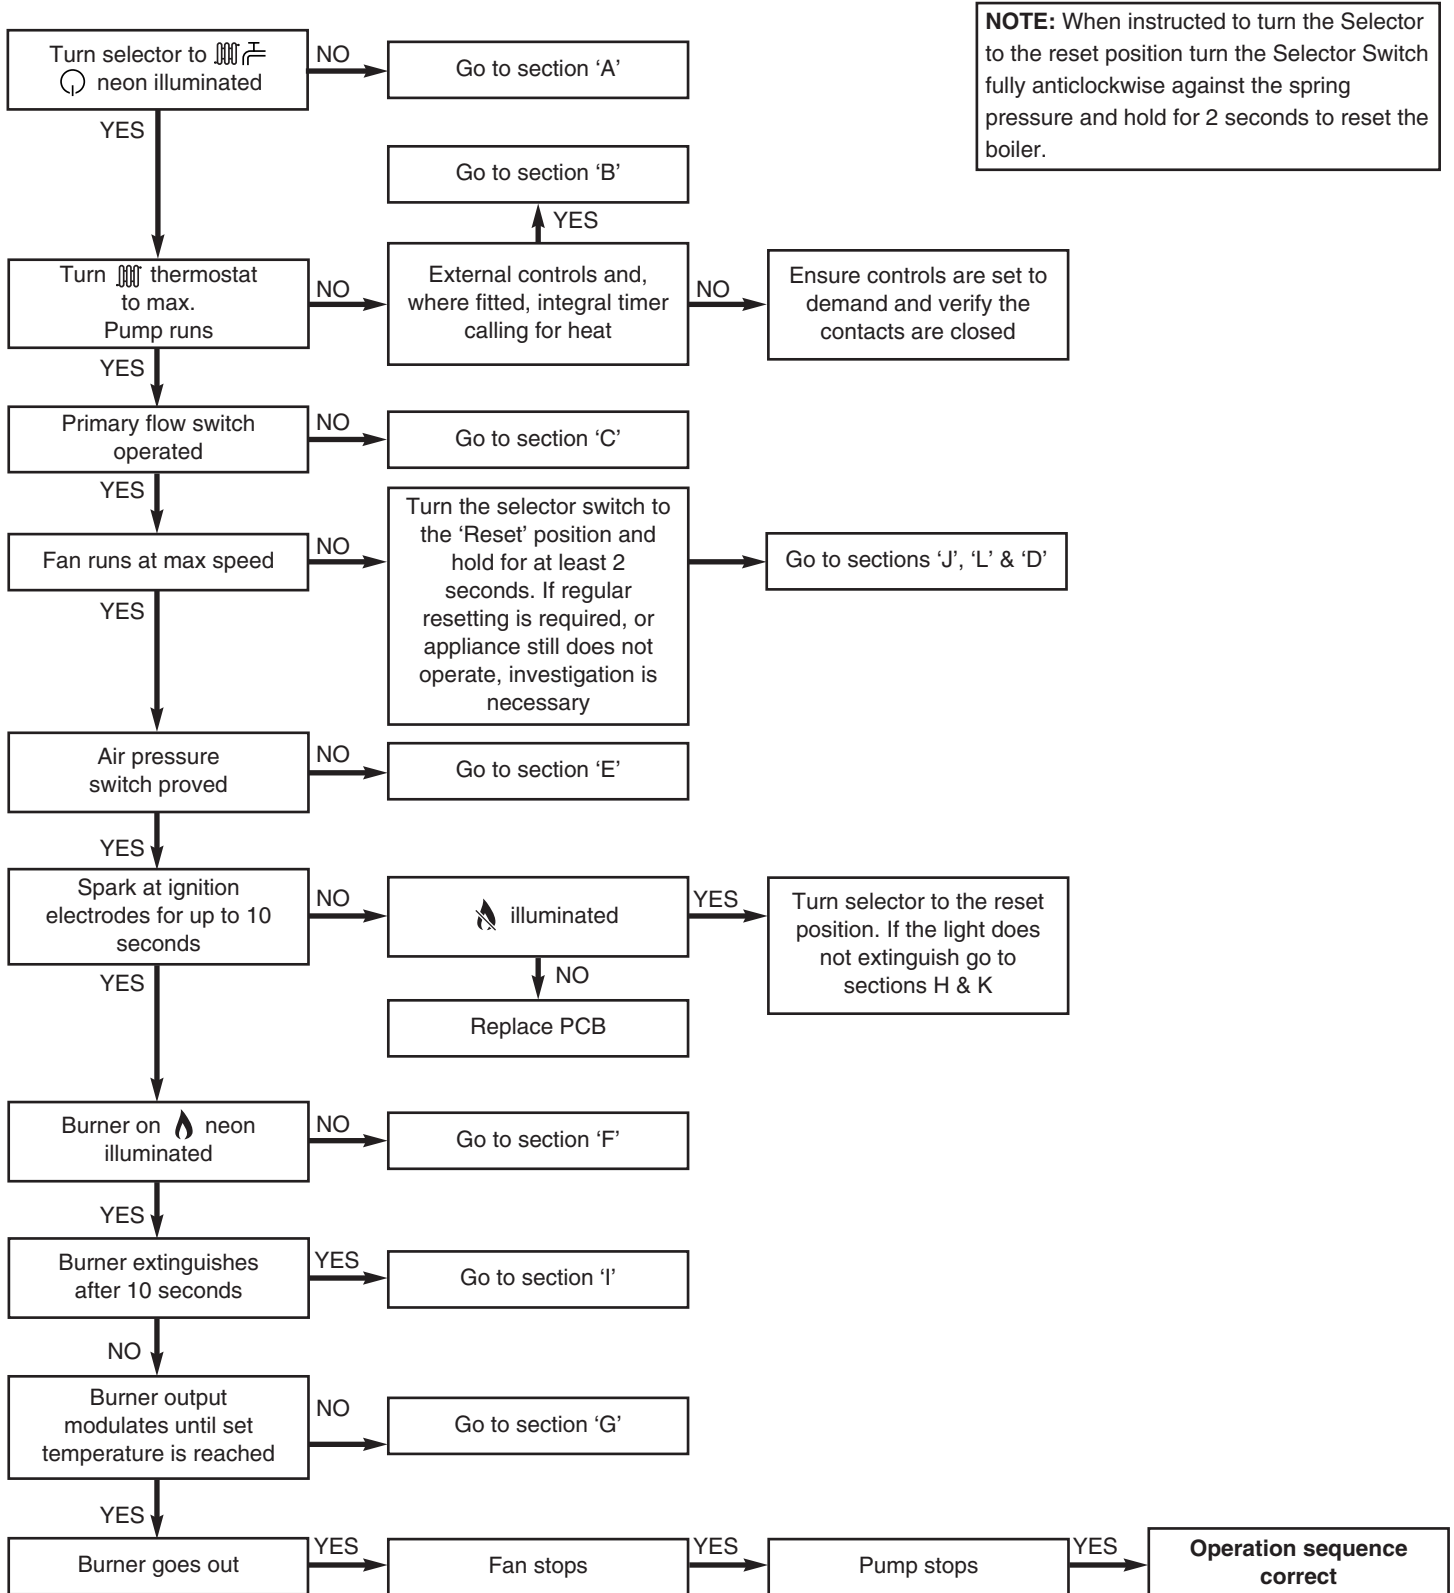 NOTE: When instructed to turn the Selector
to the reset position turn the Selector Switch
fully anticlockwise against the spring
pressure and hold for 2 seconds to reset the
boiler.
Turn selector to
neon illuminated
NO
Go to section ‘A’
YES
Go to section ‘B’
YES
Turn thermostat
to max.
Pump runs
NO
External controls and,
where fitted, integral timer
calling for heat
NO
Ensure controls are set to
demand and verify the
contacts are closed
YES
Primary flow switch
operated
NO
Go to section ‘C’
YES
Fan runs at max speed
NO
Turn the selector switch to
the ‘Reset’ position and
hold for at least 2
seconds. If regular
resetting is required, or
appliance still does not
operate, investigation is
necessary
Go to sections ‘J’, ‘L’ & ‘D’
YES
Air pressure
switch proved
NO
Go to section ‘E’
YES
Spark at ignition
electrodes for up to 10
seconds
NO
illuminated
YES
Turn selector to the reset
position. If the light does
not extinguish go to
sections H & K
NO
Replace PCB
YES
Burner on neon
illuminated
NO
Go to section ‘F’
YES
Burner extinguishes
after 10 seconds
YES
Go to section ‘I’
NO
Burner output
modulates until set
temperature is reached
NO
Go to section ‘G’
YES
Burner goes out
YES
Fan stops
YES
Pump stops
YES
Operation sequence
correct